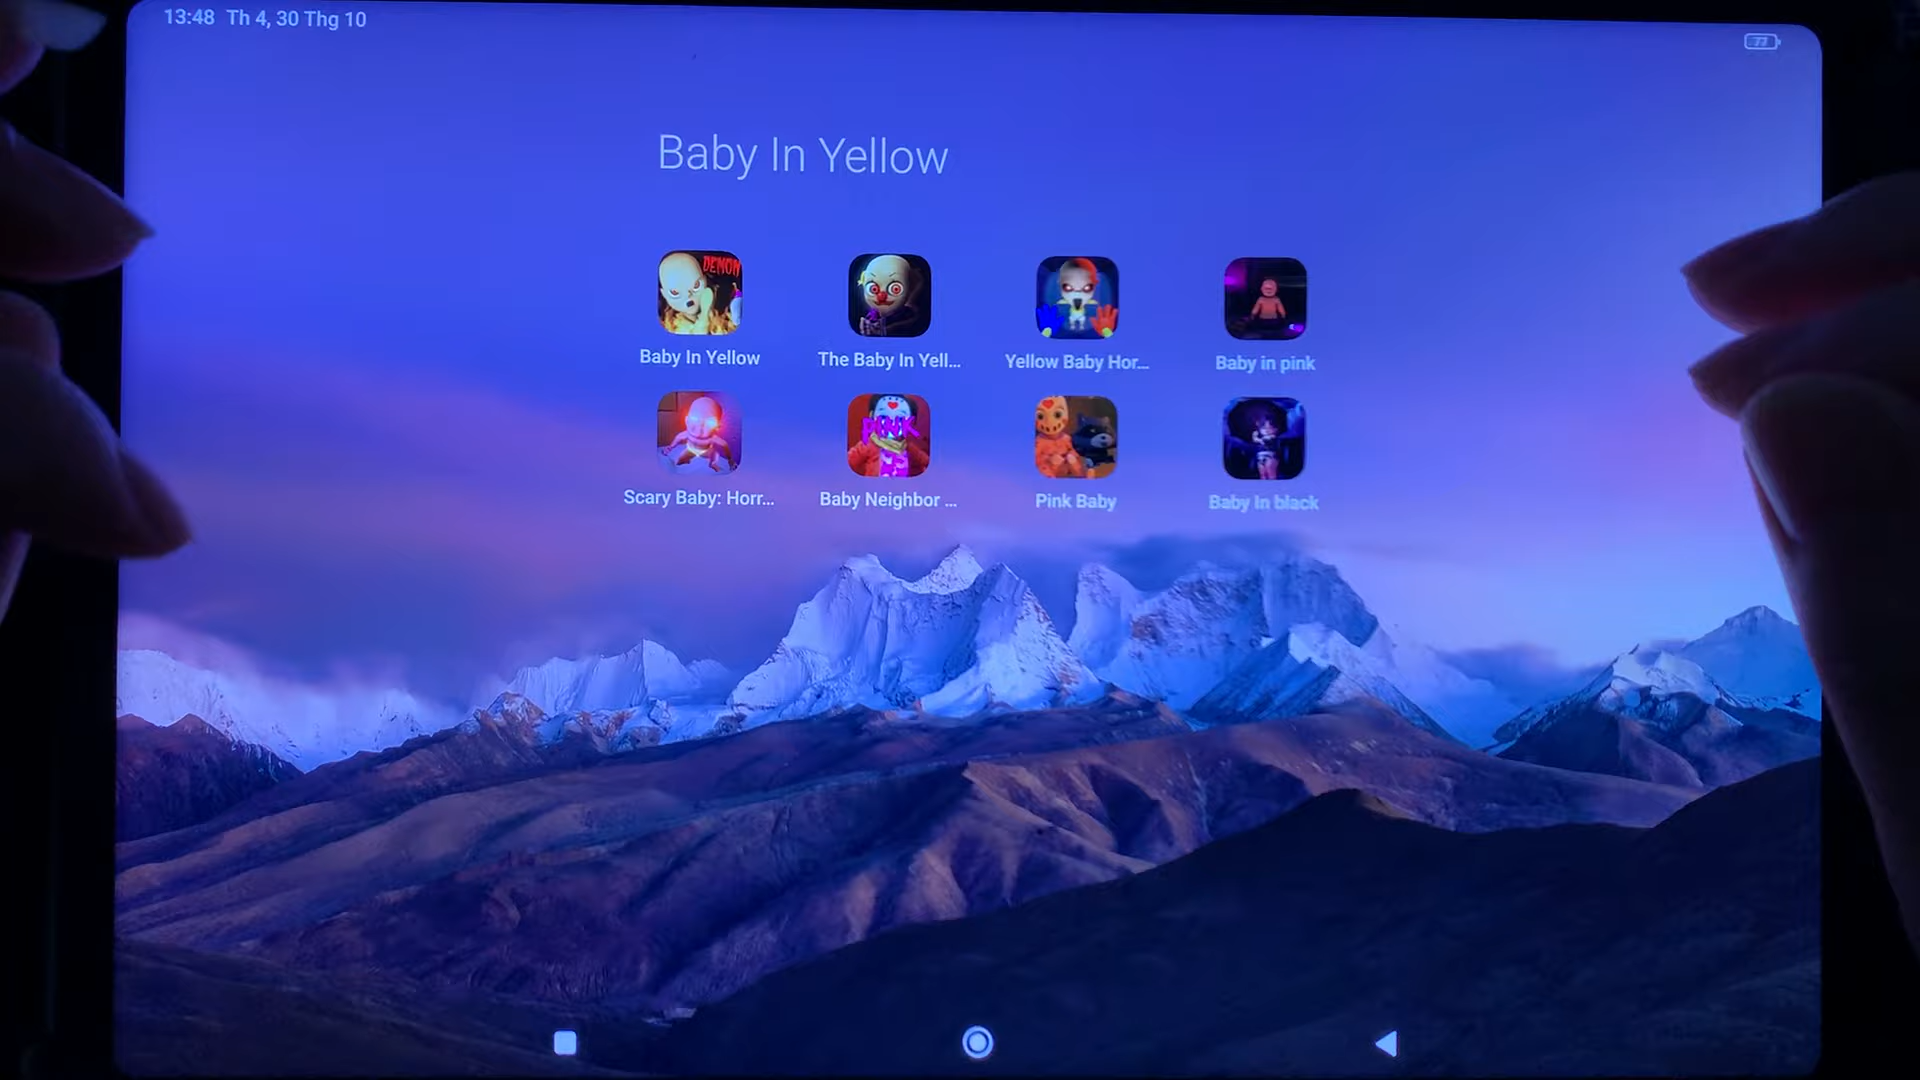 13:48 Th 4, 30 Thg 10
77
Baby In Yellow
DEMON
Baby In Yellow
The Baby In Yell...
Yellow Baby Hor...
Baby in pink
PINK
Scary Baby: Horr...
Baby Neighbor ...
Pink Baby
Baby In black